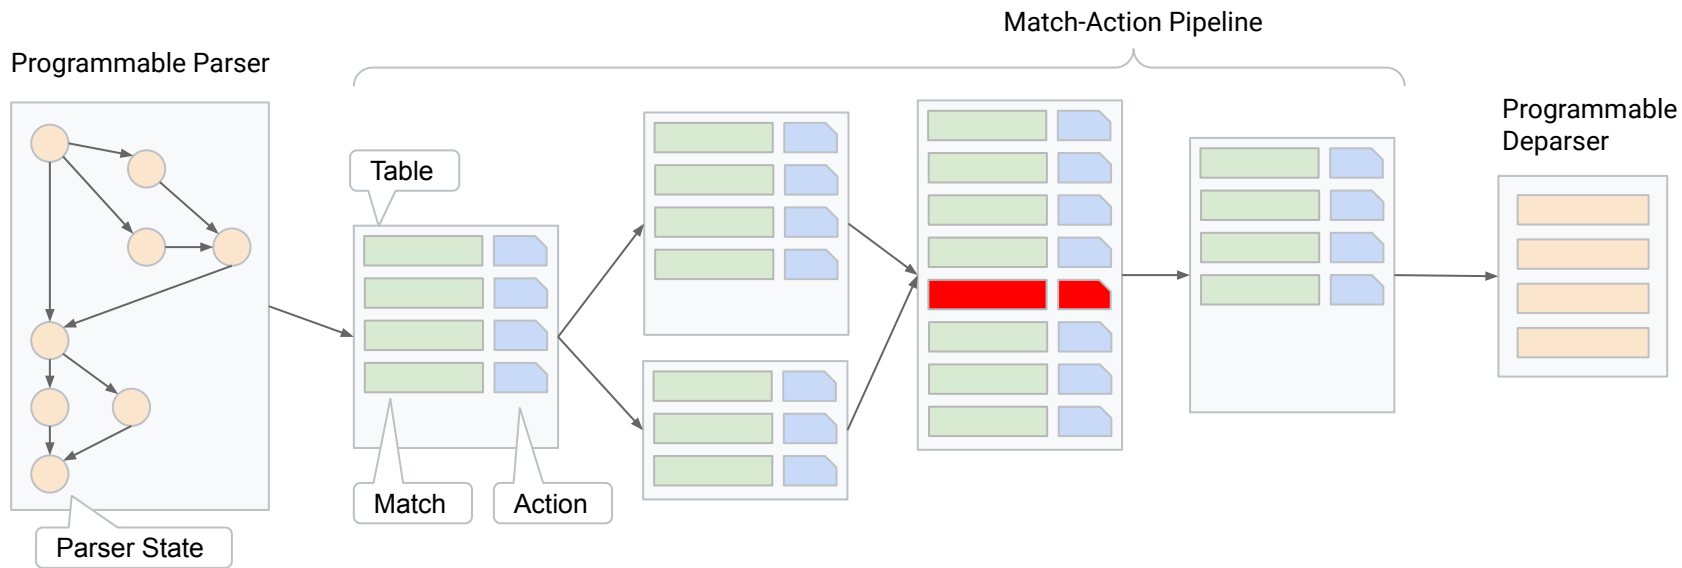 Match-Action Pipeline
Programmable Parser
Programmable
Deparser
Table
Match
Action
Parser State